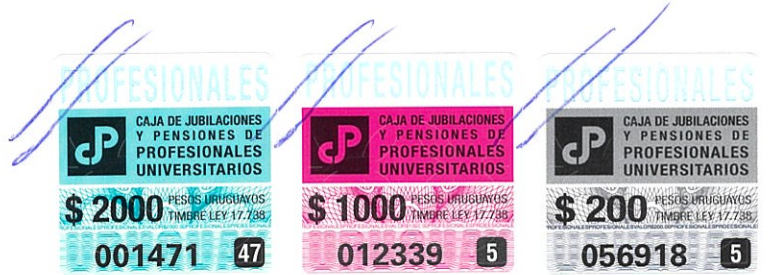 PROFESIONALES
CAJA DE JUBILACIONES
Y PENSIONES DE
PROFESIONALES
UNIVERSITARIOS
$ 2000 PESOS URUGUAYOS
TIMBRE LEY 17.738
001471 47
PROFESIONALES
CAJA DE JUBILACIONES
Y PENSIONES DE
PROFESIONALES
UNIVERSITARIOS
$ 1000 PESOS URUGUAYOS
TIMBRE LEY 17.738
012339 5
PROFESIONALES
CAJA DE JUBILACIONES
Y PENSIONES DE
PROFESIONALES
UNIVERSITARIOS
$ 200 PESOS URUGUAYOS
TIMBRE LEY 17.738
056918 5